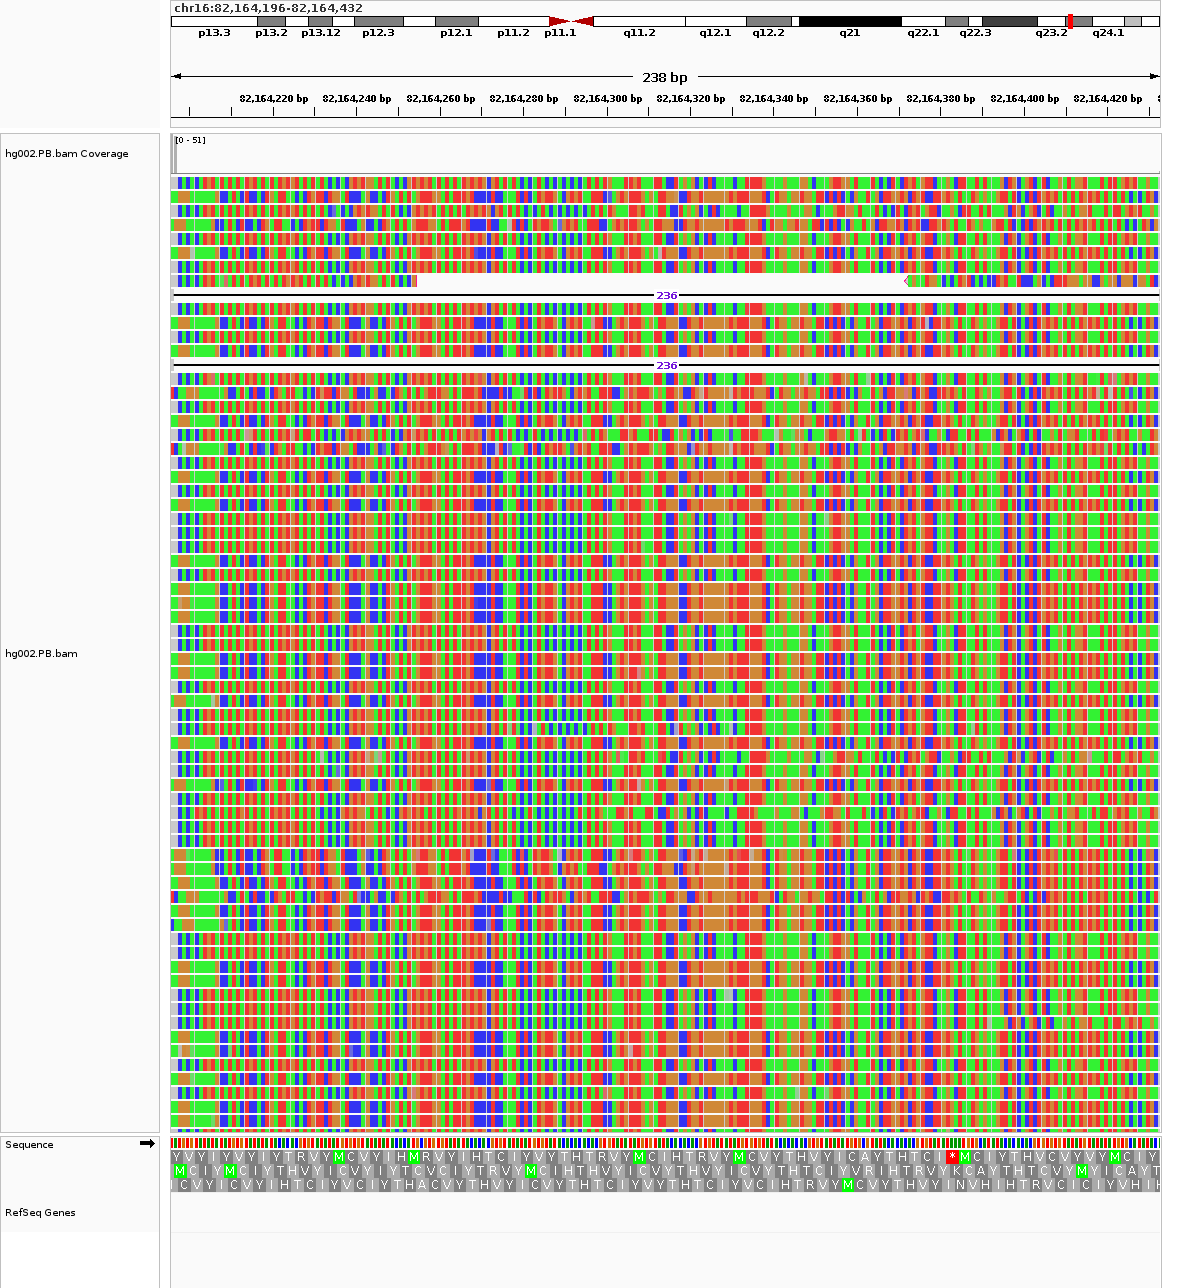 chr16:82,164,196-82,164,432
p13.3 p13.2 p13.12 p12.3 p12.1 p11.2 p11.1 q11.2 q12.1 q12.2 q21 q22.1 q22.3 q23.2 q24.1
238 bp
82,164,220 bp 82,164,240 bp 82,164,260 bp 82,164,280 bp 82,164,300 bp 82,164,320 bp 82,164,340 bp 82,164,360 bp 82,164,380 bp 82,164,400 bp 82,164,420 bp
[0 - 51]
hg002.PB.bam Coverage
236
236
hg002.PB.bam
Sequence
RefSeq Genes